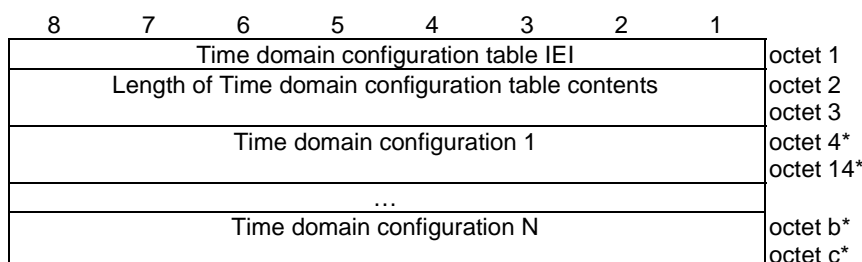 8 7 6 5 4 3 2 1
Time domain configuration table IEI octet 1
Length of Time domain configuration table contents octet 2
octet 3
Time domain configuration 1 octet 4*
octet 14*
…
Time domain configuration N octet b*
octet c*